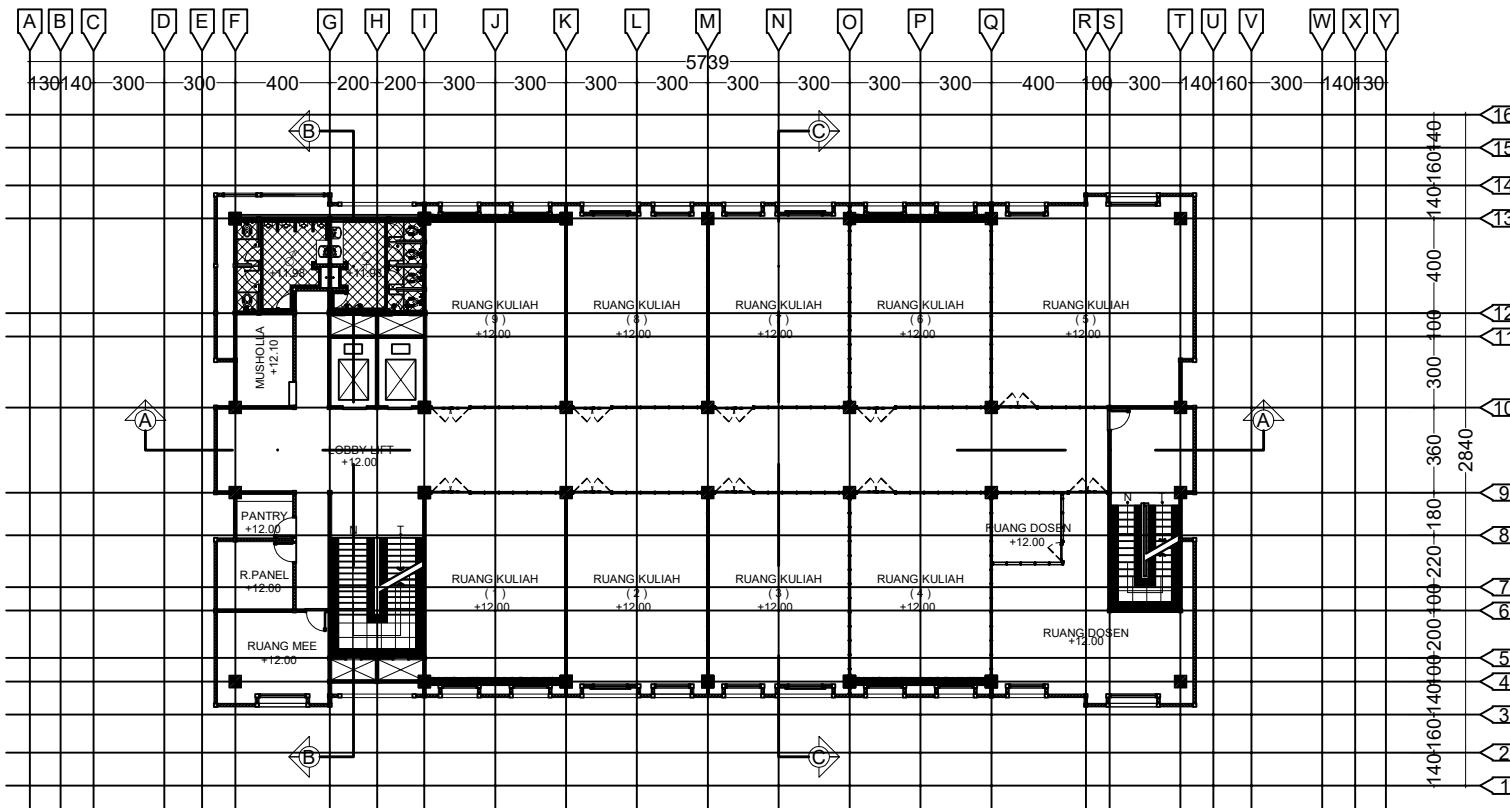 A B C D E F G H I J K L M N O P Q R S T U V W X Y
5739
130 140 300 300 400 200 200 300 300 300 300 300 300 300 300 400 100 300 140 160 300 140 130
B C
16
140
15
160
14
140
13
400
+11.98
RUANG KULIAH
( 9 )
+12.00
RUANG KULIAH
( 8 )
+12.00
RUANG KULIAH
( 7 )
+12.00
RUANG KULIAH
( 6 )
+12.00
RUANG KULIAH
( 5 )
+12.00
12
100
11
MUSHOLLA
+12.10
300
10
A A
LOBBY LIFT
+12.00
360
2840
9
PANTRY
+12.00
N T
RUANG DOSEN
+12.00
N T
180
8
R.PANEL
+12.00
RUANG KULIAH
( 1 )
+12.00
RUANG KULIAH
( 2 )
+12.00
RUANG KULIAH
( 3 )
+12.00
RUANG KULIAH
( 4 )
+12.00
220
7
100
6
RUANG MEE
+12.00
RUANG DOSEN
+12.00
200
5
100
4
140
3
160
B C
2
140
1